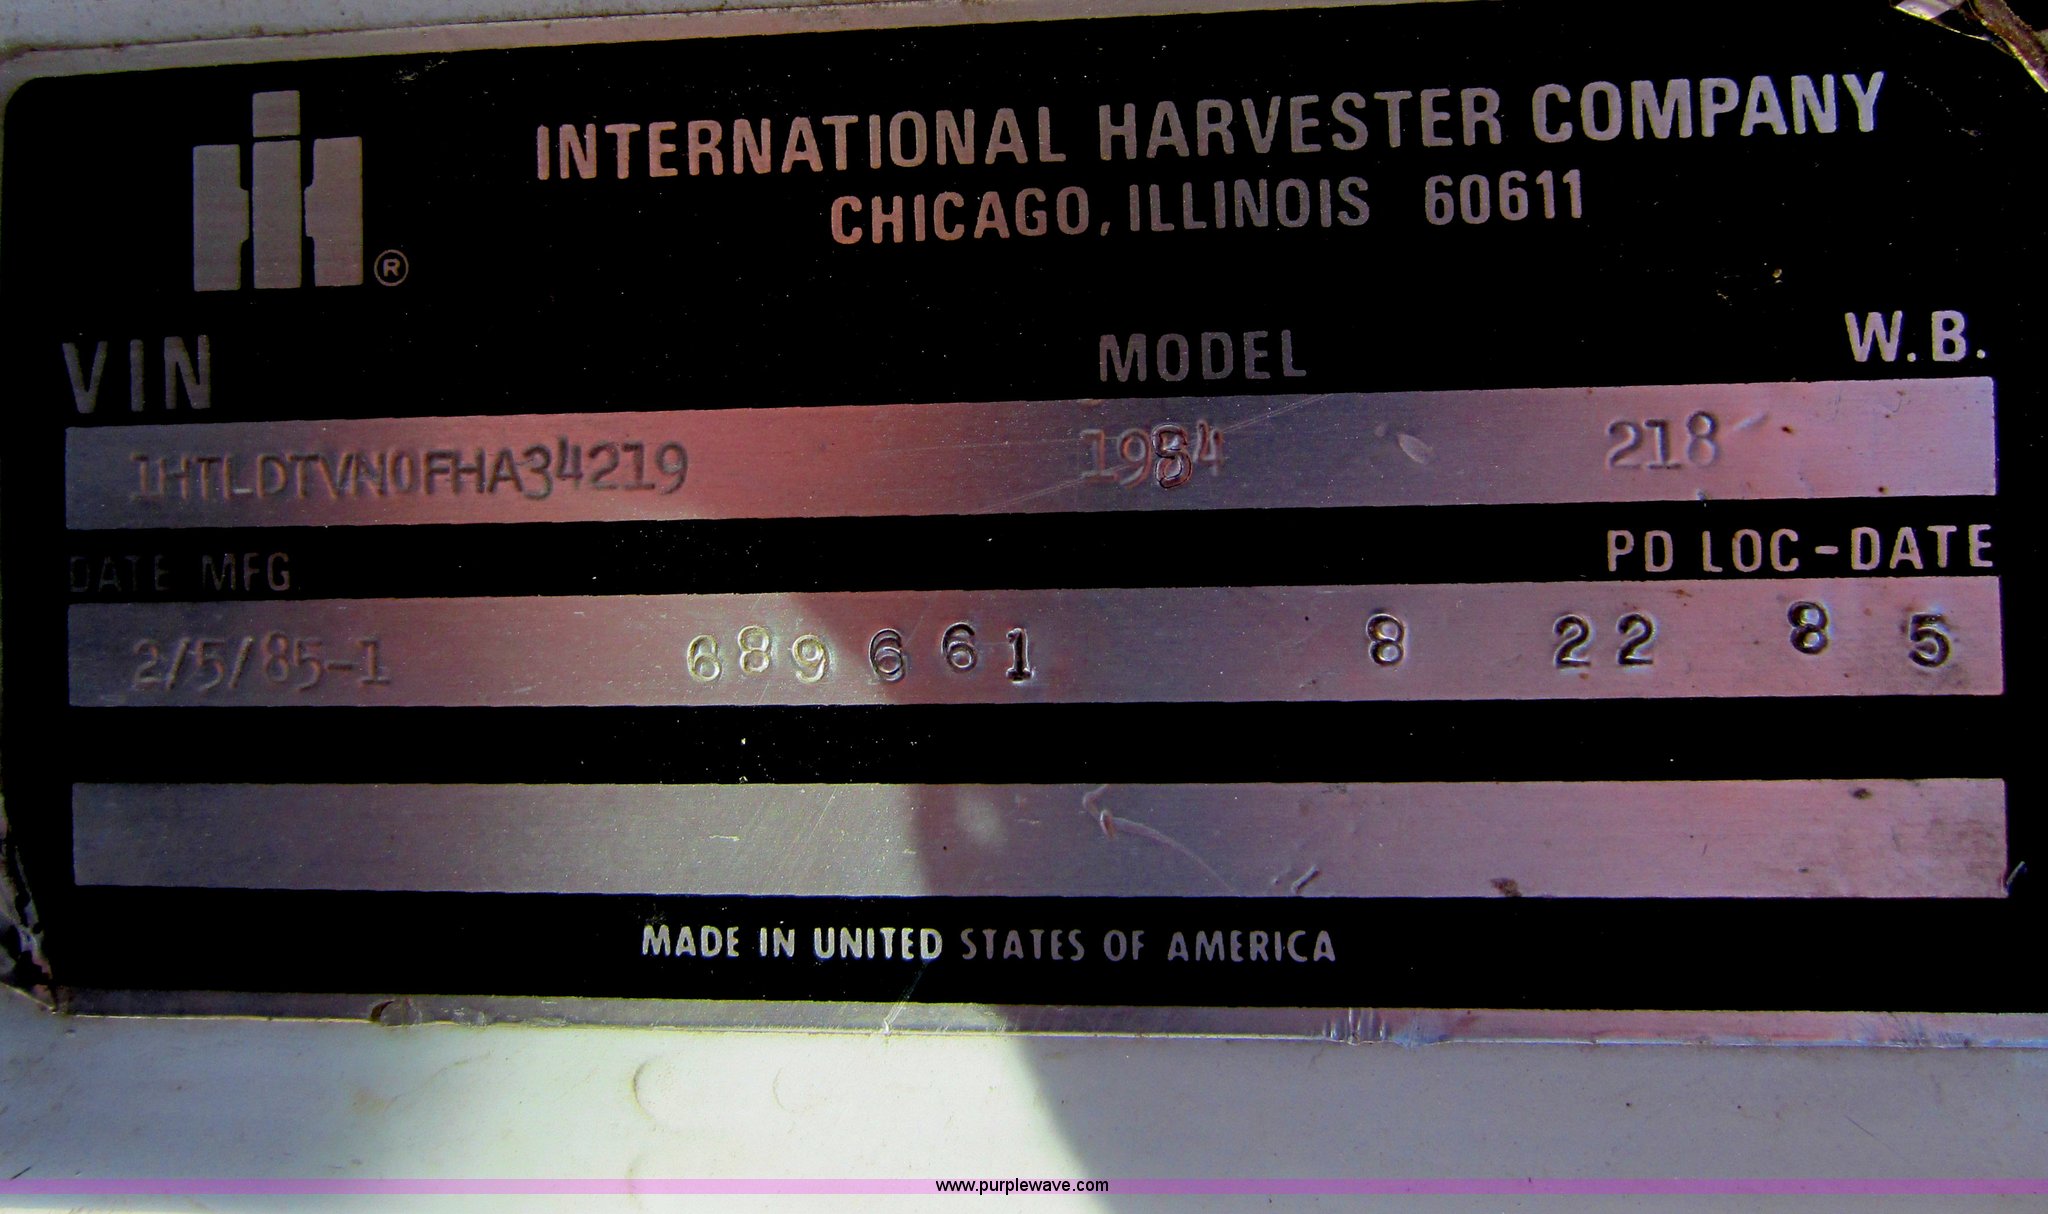 INTERNATIONAL HARVESTER COMPANY
CHICAGO, ILLINOIS 60611
®
VIN MODEL W.B.
1HTLDTVN0FHA34219 1984 218
DATE MFG. PD LOC-DATE
2/5/85-1 689661 8 22 85
MADE IN UNITED STATES OF AMERICA
www.purplewave.com